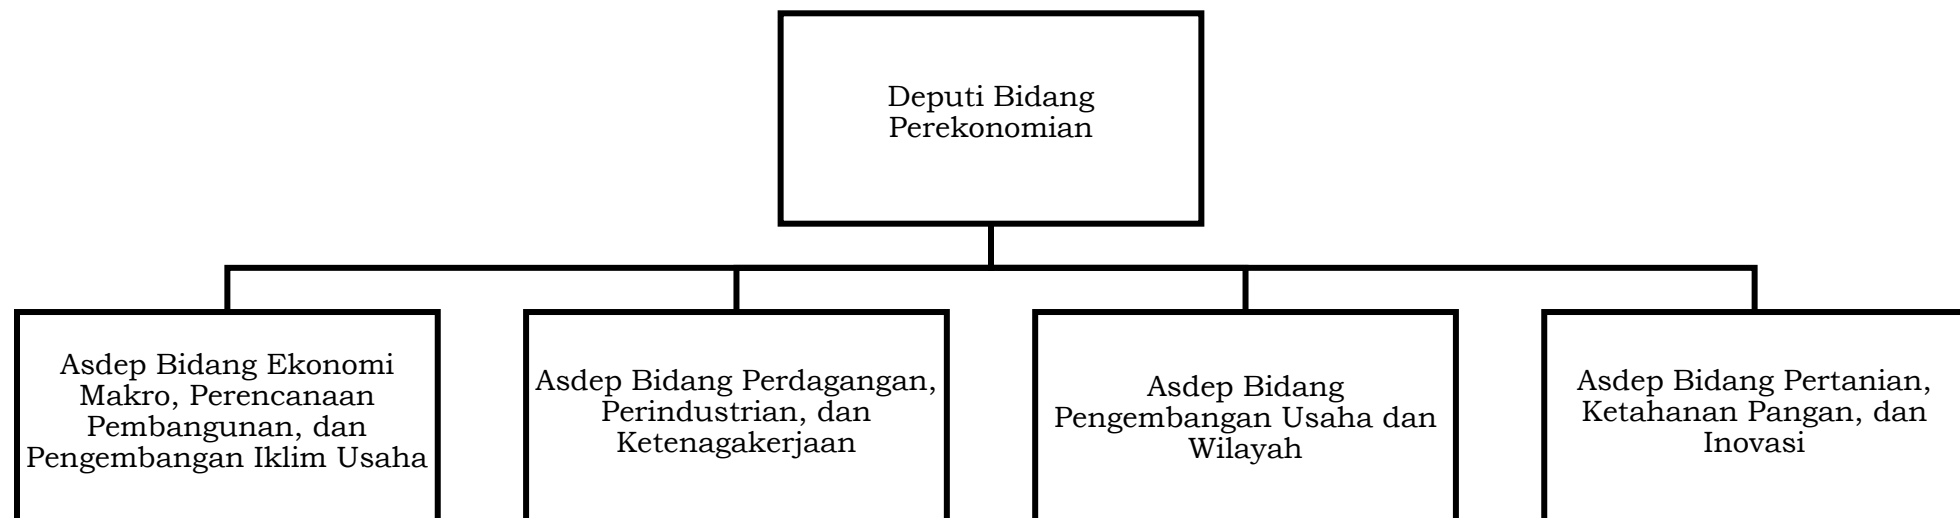 Deputi Bidang
Perekonomian
Asdep Bidang Ekonomi
Makro, Perencanaan
Pembangunan, dan
Pengembangan Iklim Usaha
Asdep Bidang Perdagangan,
Perindustrian, dan
Ketenagakerjaan
Asdep Bidang
Pengembangan Usaha dan
Wilayah
Asdep Bidang Pertanian,
Ketahanan Pangan, dan
Inovasi